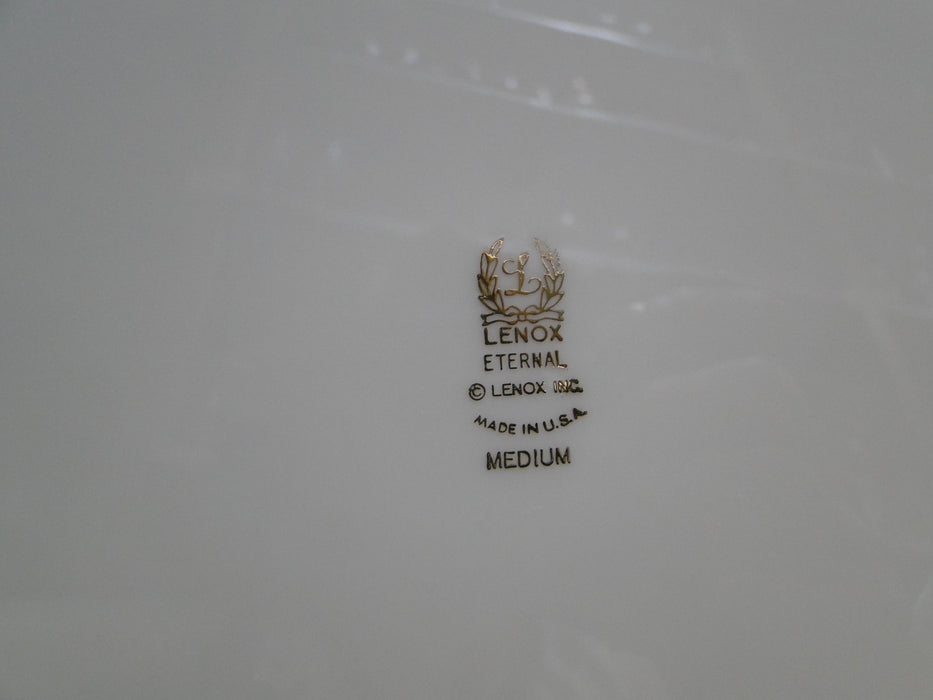 L
LENOX
ETERNAL
© LENOX INC.
MADE IN U.S.A.
MEDIUM